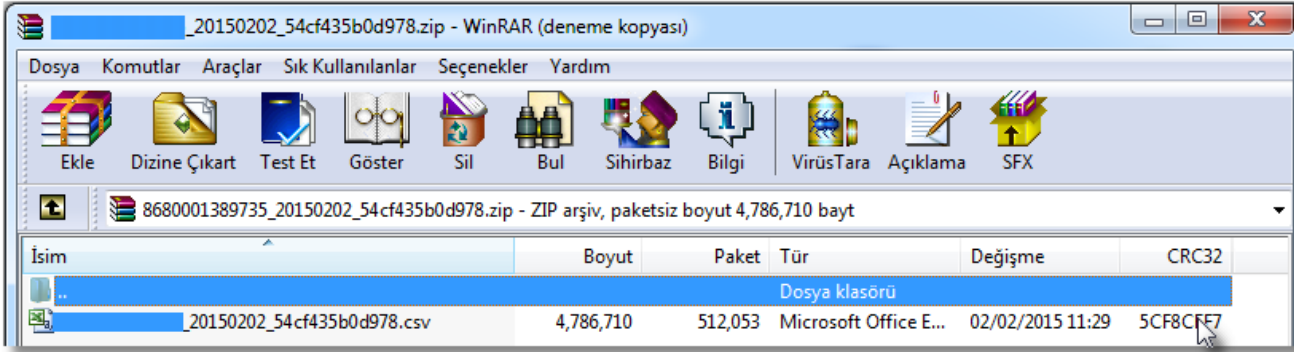 _20150202_54cf435b0d978.zip - WinRAR (deneme kopyası)
Dosya Komutlar Araçlar Sık Kullanılanlar Seçenekler Yardım
Ekle Dizine Çıkart Test Et Göster Sil Bul Sihirbaz Bilgi VirüsTara Açıklama SFX
8680001389735_20150202_54cf435b0d978.zip - ZIP arşiv, paketsiz boyut 4,786,710 bayt
İsim Boyut Paket Tür Değişme CRC32
.. Dosya klasörü
_20150202_54cf435b0d978.csv 4,786,710 512,053 Microsoft Office E... 02/02/2015 11:29